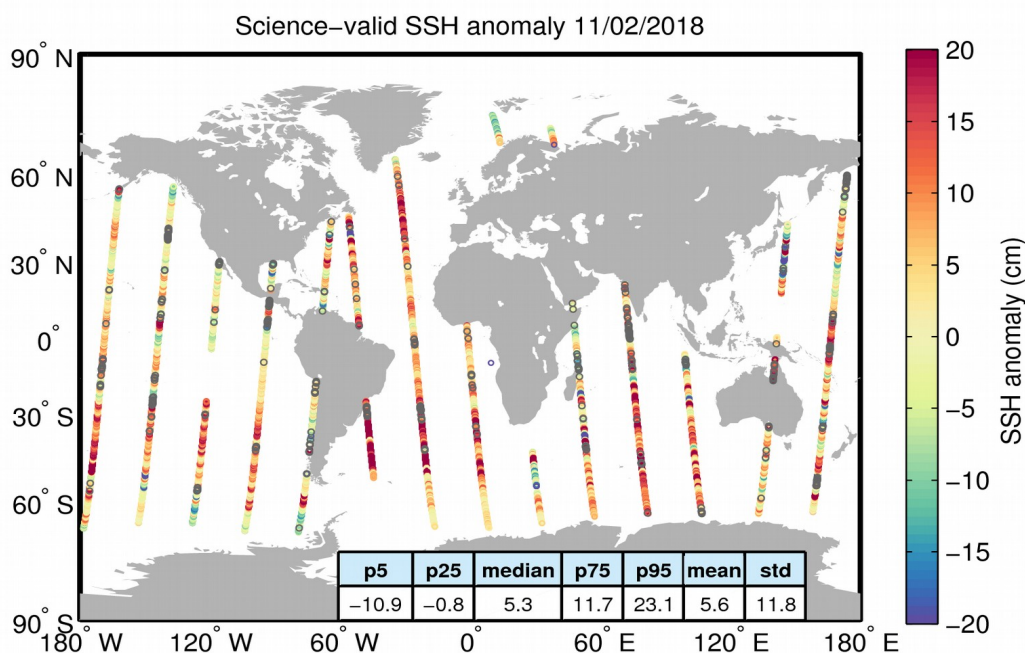 Science−valid SSH anomaly 11/02/2018
90° N
60° N
30° N
0°
30° S
60° S
90° S
180° W
120° W
60° W
0°
60° E
120° E
180° E
p5 p25 median p75 p95 mean std
−10.9 −0.8 5.3 11.7 23.1 5.6 11.8
20
15
10
5
0
−5
−10
−15
−20
SSH anomaly (cm)